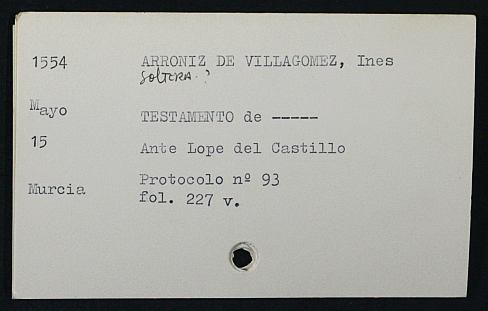 1554 ARRONIZ DE VILLAGOMEZ, Ines
SOLTERA ?
Mayo TESTAMENTO de -----
15 Ante Lope del Castillo
Murcia Protocolo nº 93
fol. 227 v.